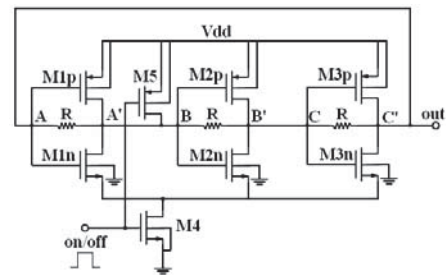 Vdd
M1p
M5
M2p
M3p
A R A' B R B' C R C' out
M1n
M2n
M3n
M4
on/off